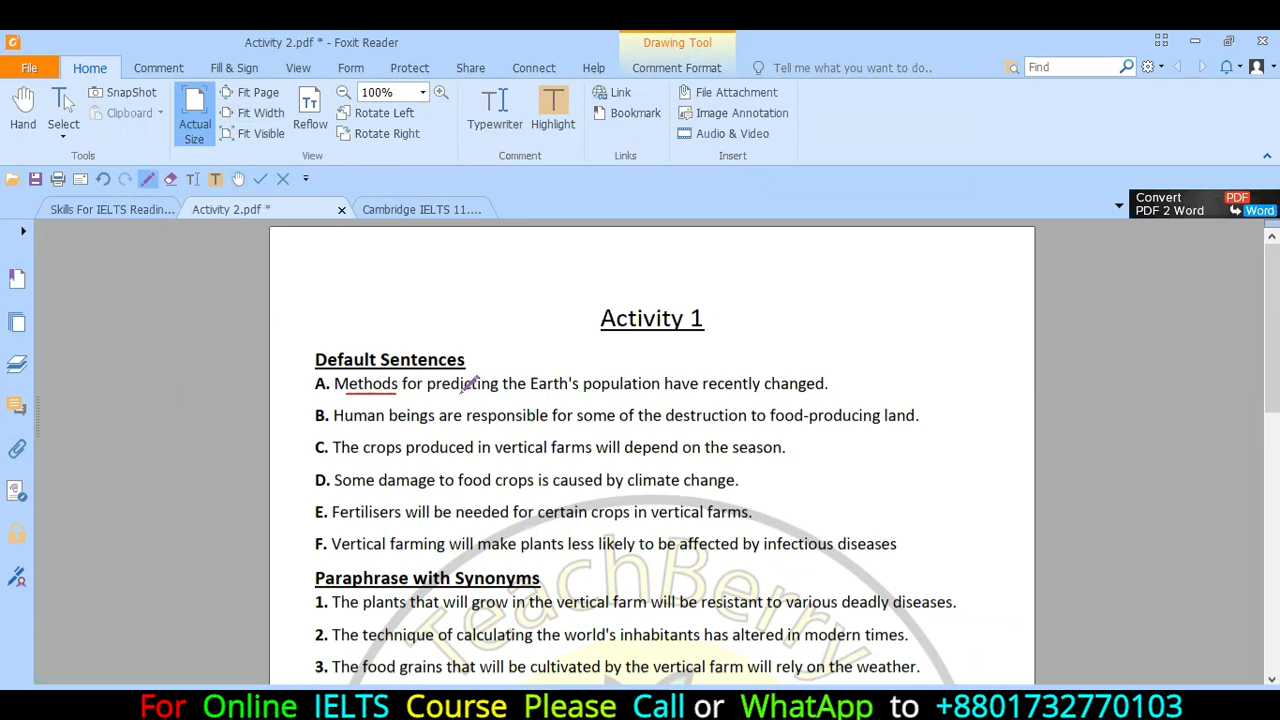 Activity 2.pdf * - Foxit Reader
Drawing Tool
File Home Comment Fill & Sign View Form Protect Share Connect Help Comment Format Tell me what you want to do.. Find
Hand
Select
SnapShot
Clipboard
Tools
Actual Size
Fit Page
Fit Width
Fit Visible
Reflow
100%
Rotate Left
Rotate Right
View
Typewriter
Highlight
Comment
Link
Bookmark
Links
File Attachment
Image Annotation
Audio & Video
Insert
Skills For IELTS Readin...
Activity 2.pdf *
Cambridge IELTS 11....
Convert PDF
PDF 2 Word Word
Activity 1
Default Sentences
A. Methods for predicting the Earth's population have recently changed.
B. Human beings are responsible for some of the destruction to food-producing land.
C. The crops produced in vertical farms will depend on the season.
D. Some damage to food crops is caused by climate change.
E. Fertilisers will be needed for certain crops in vertical farms.
F. Vertical farming will make plants less likely to be affected by infectious diseases
Paraphrase with Synonyms
1. The plants that will grow in the vertical farm will be resistant to various deadly diseases.
2. The technique of calculating the world's inhabitants has altered in modern times.
3. The food grains that will be cultivated by the vertical farm will rely on the weather.
TeachBerry
For Online IELTS Course Please Call or WhatApp to +8801732770103